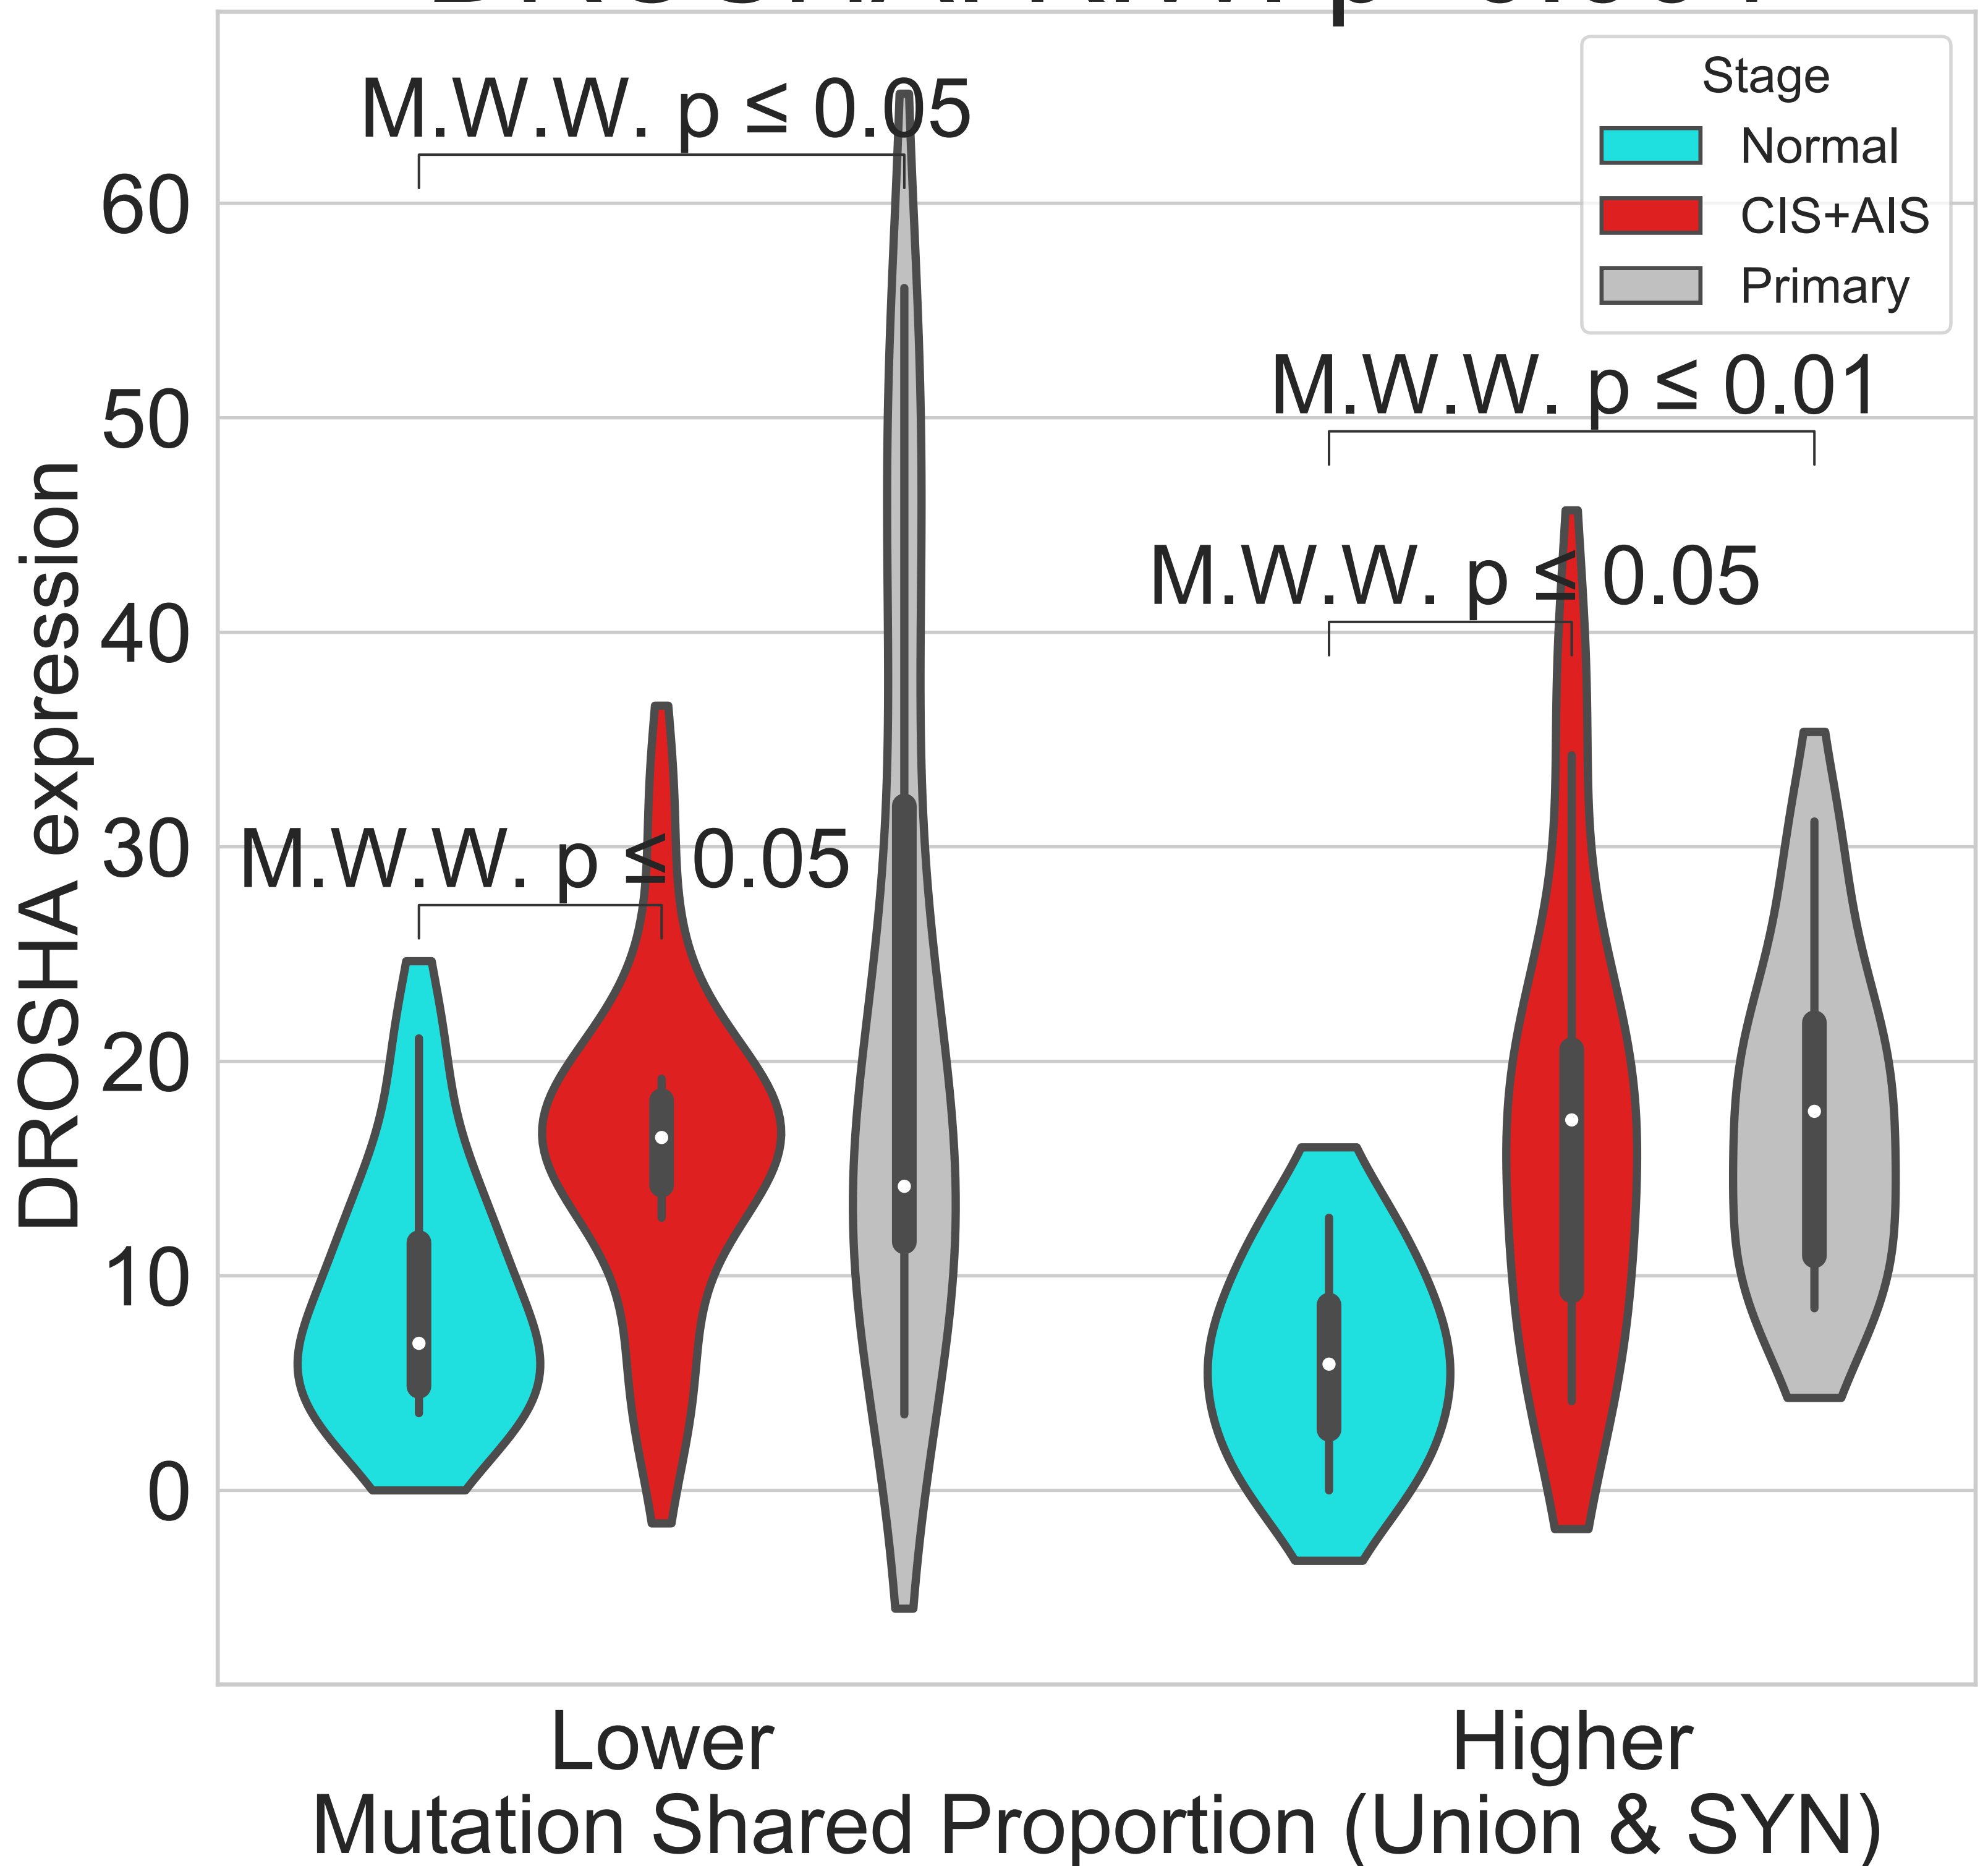 M.W.W. p ≤ 0.05
Stage
Normal
CIS+AIS
Primary
M.W.W. p ≤ 0.01
M.W.W. p ≤ 0.05
M.W.W. p ≤ 0.05
60
50
40
30
20
10
0
DROSHA expression
Lower
Higher
Mutation Shared Proportion (Union & SYN)